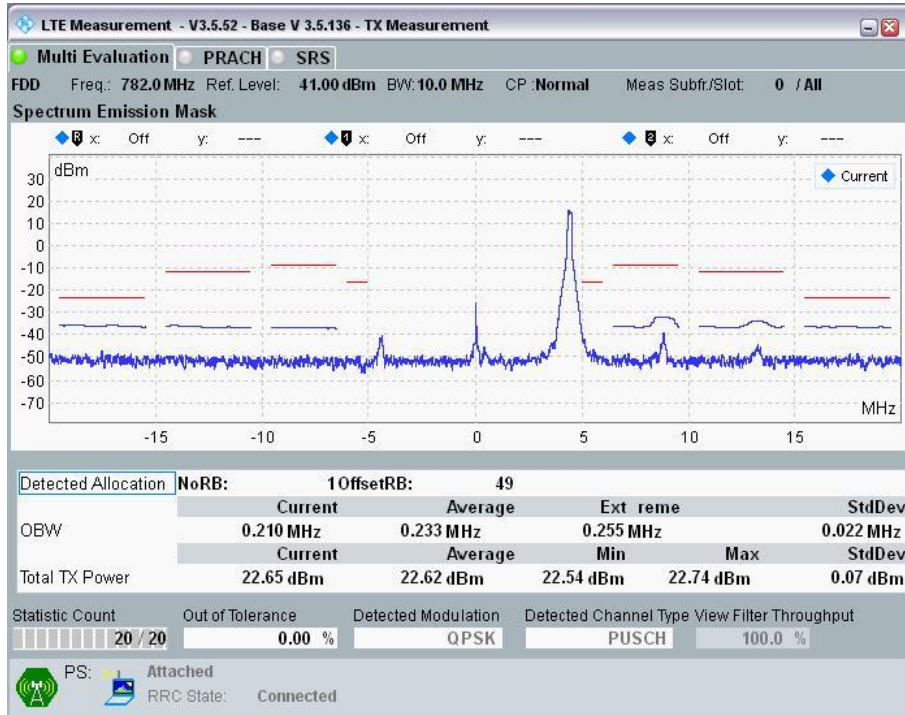 LTE Measurement - V3.5.52 - Base V 3.5.136 - TX Measurement
Multi Evaluation PRACH SRS
FDD Freq.: 782.0 MHz Ref. Level: 41.00 dBm BW: 10.0 MHz CP :Normal Meas Subfr./Slot: 0 / All
Spectrum Emission Mask
R x: Off y: --- 1 x: Off y: --- 2 x: Off y: ---
dBm
Current
30
20
10
0
-10
-20
-30
-40
-50
-60
-70
MHz
-15 -10 -5 0 5 10 15
Detected Allocation NoRB: 1 OffsetRB: 49
Current Average Ext reme StdDev
OBW 0.210 MHz 0.233 MHz 0.255 MHz 0.022 MHz
Current Average Min Max StdDev
Total TX Power 22.65 dBm 22.62 dBm 22.54 dBm 22.74 dBm 0.07 dBm
Statistic Count Out of Tolerance Detected Modulation Detected Channel Type View Filter Throughput
20 / 20 0.00 % QPSK PUSCH 100.0 %
PS: Attached
RRC State: Connected